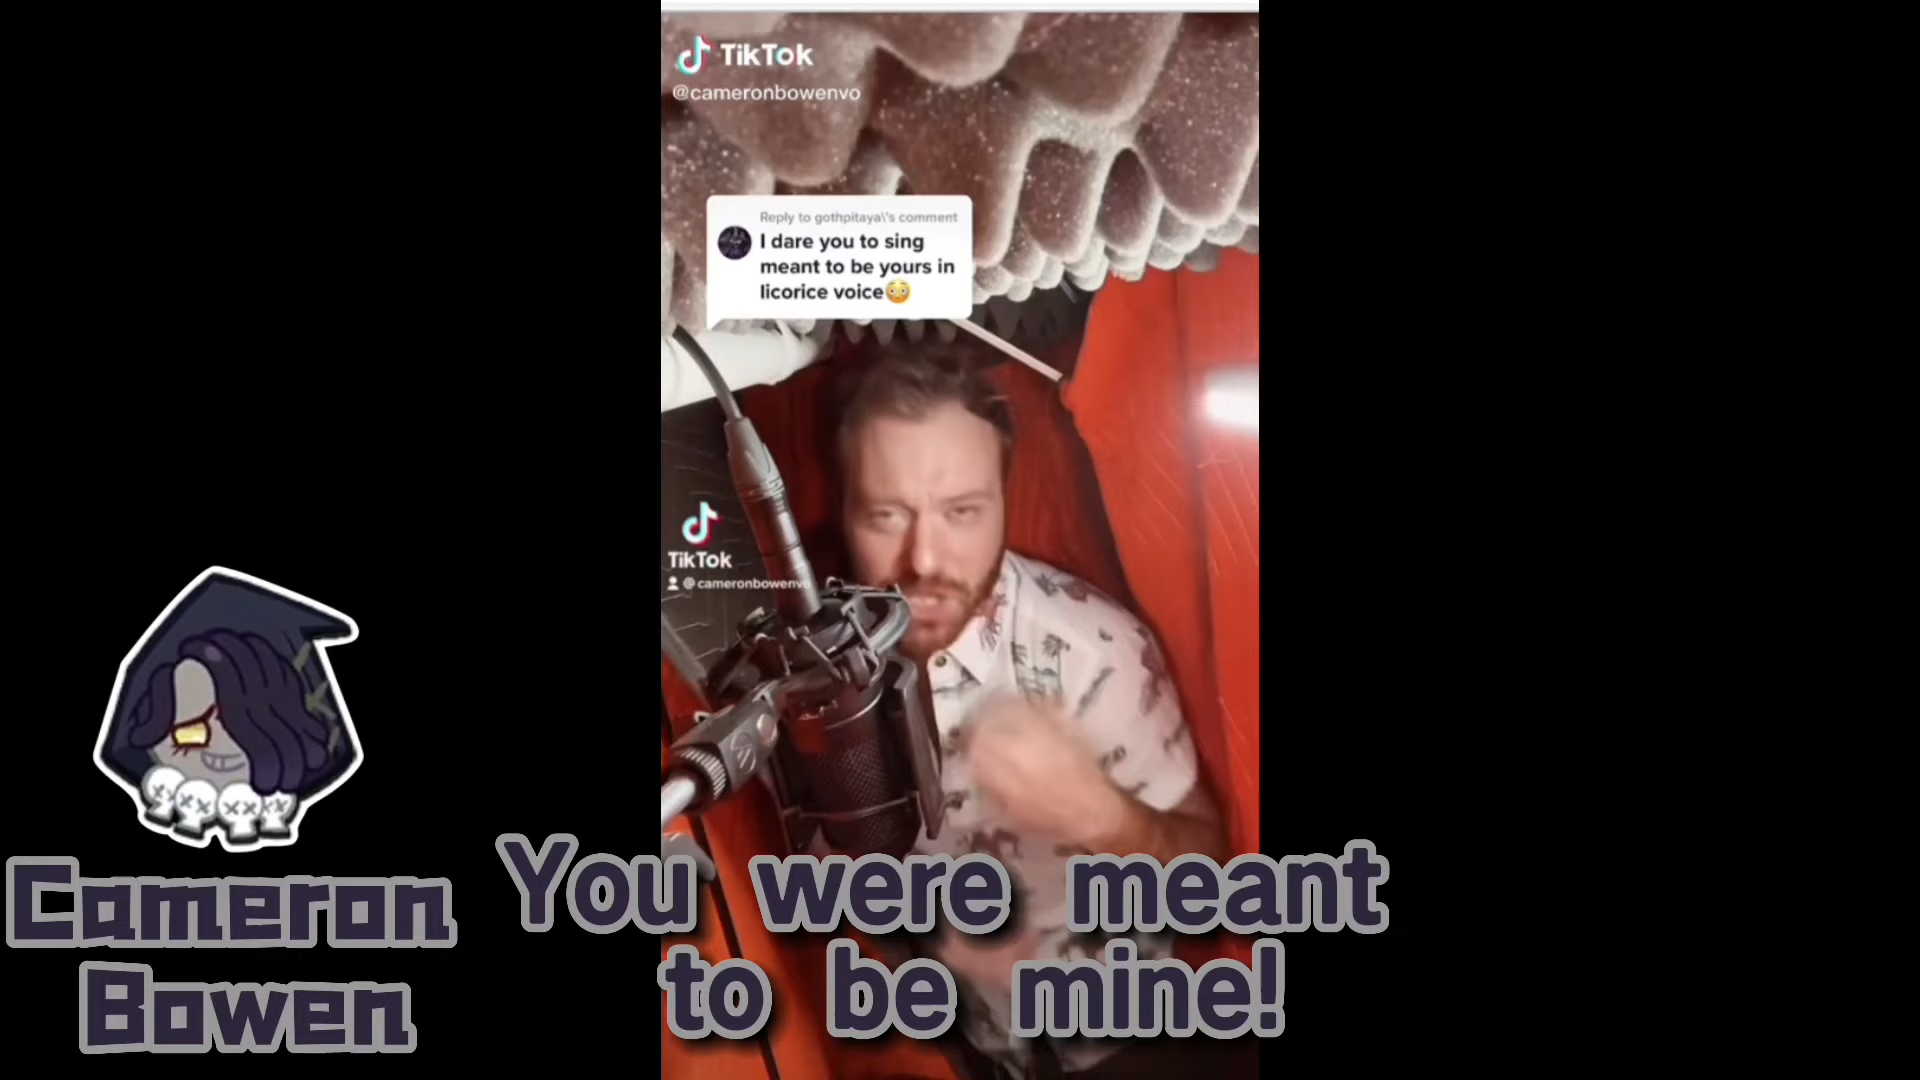 TikTok
@cameronbowenvo
Reply to gothpitaya\'s comment
I dare you to sing
meant to be yours in
licorice voice😳
TikTok
@cameronbowenvo
Cameron
Bowen
You were meant
to be mine!